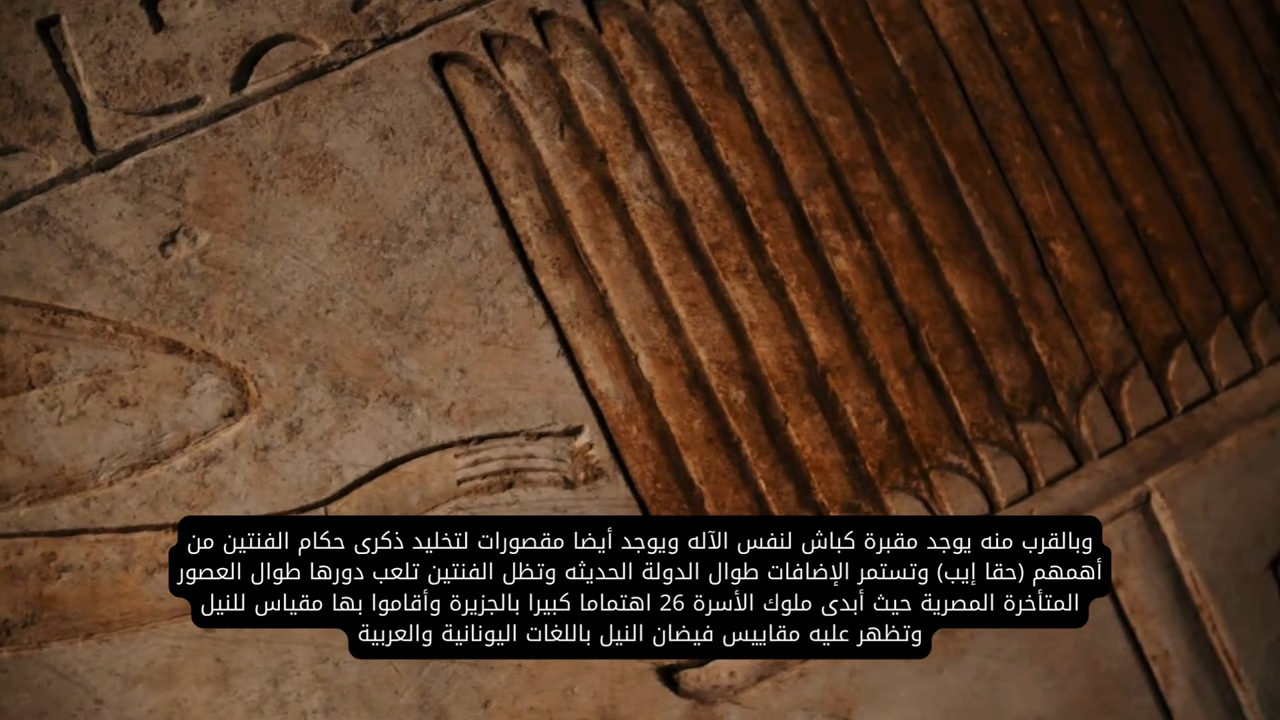 وبالقرب منه يوجد مقبرة كباش لنفس الآله ويوجد أيضا مقصورات لتخليد ذكرى حكام الفنتين من
أهمهم (حقا إيب) وتستمر الإضافات طوال الدولة الحديثه وتظل الفنتين تلعب دورها طوال العصور
المتأخرة المصرية حيث أبدى ملوك الأسرة 26 اهتماما كبيرا بالجزيرة وأقاموا بها مقياس للنيل
وتظهر عليه مقاييس فيضان النيل باللغات اليونانية والعربية